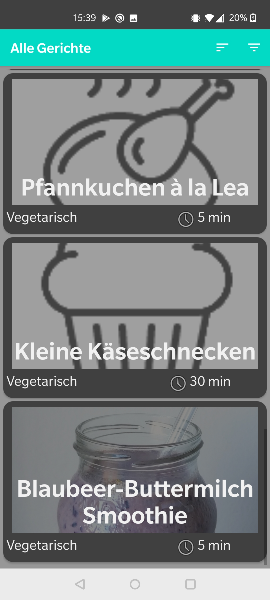 15:39
20%
Alle Gerichte
Pfannkuchen à la Lea
Vegetarisch
5 min
Kleine Käseschnecken
Vegetarisch
30 min
Blaubeer-Buttermilch
Smoothie
Vegetarisch
5 min